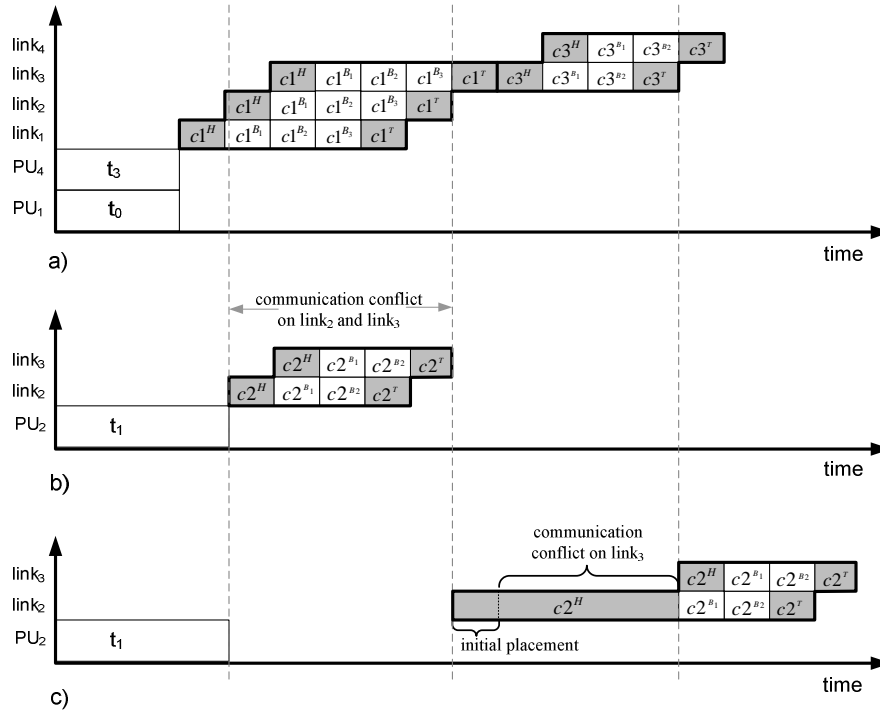 link₄ c3ᴴ c3ᴮ¹ c3ᴮ² c3ᵀ
link₃ c1ᴴ c1ᴮ¹ c1ᴮ² c1ᴮ³ c1ᵀ c3ᴴ c3ᴮ¹ c3ᴮ² c3ᵀ
link₂ c1ᴴ c1ᴮ¹ c1ᴮ² c1ᴮ³ c1ᵀ
link₁ c1ᴴ c1ᴮ¹ c1ᴮ² c1ᴮ³ c1ᵀ
PU₄ t₃
PU₁ t₀
time
a)
communication conflict
on link₂ and link₃
link₃ c2ᴴ c2ᴮ¹ c2ᴮ² c2ᵀ
link₂ c2ᴴ c2ᴮ¹ c2ᴮ² c2ᵀ
PU₂ t₁
time
b)
communication
conflict on link₃
link₃ c2ᴴ c2ᴮ¹ c2ᴮ² c2ᵀ
link₂ c2ᴴ c2ᴮ¹ c2ᴮ² c2ᵀ
PU₂ t₁
initial placement
time
c)